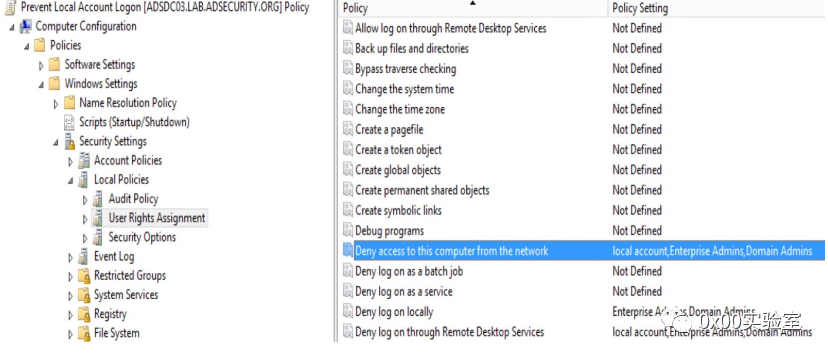 Prevent Local Account Logon [ADSDC03.LAB.ADSECURITY.ORG] Policy
Computer Configuration
Policies
Software Settings
Windows Settings
Name Resolution Policy
Scripts (Startup/Shutdown)
Security Settings
Account Policies
Local Policies
Audit Policy
User Rights Assignment
Security Options
Event Log
Restricted Groups
System Services
Registry
File System
Policy Policy Setting
Allow log on through Remote Desktop Services Not Defined
Back up files and directories Not Defined
Bypass traverse checking Not Defined
Change the system time Not Defined
Change the time zone Not Defined
Create a pagefile Not Defined
Create a token object Not Defined
Create global objects Not Defined
Create permanent shared objects Not Defined
Create symbolic links Not Defined
Debug programs Not Defined
Deny access to this computer from the network local account,Enterprise Admins,Domain Admins
Deny log on as a batch job Not Defined
Deny log on as a service Not Defined
Deny log on locally Enterprise Admins,Domain Admins
Deny log on through Remote Desktop Services local account,Enterprise Admins,Domain Admins
0x00实验室